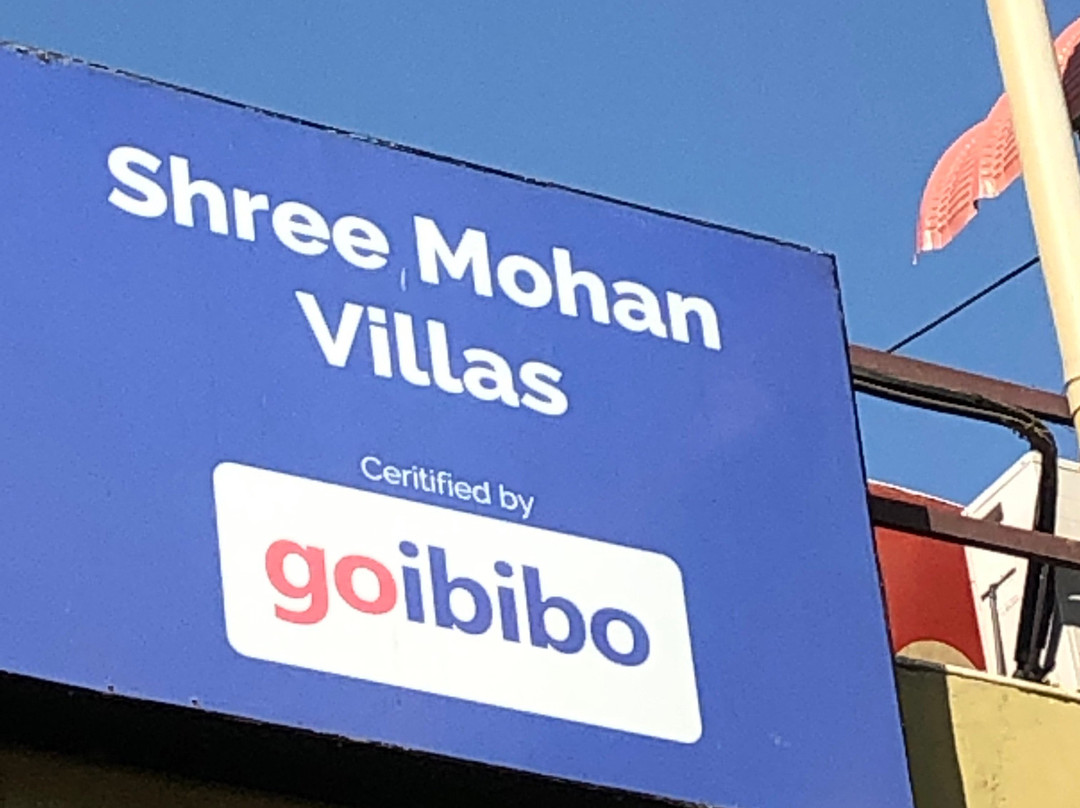 Shree Mohan
Villas
Ceritified by
goibibo